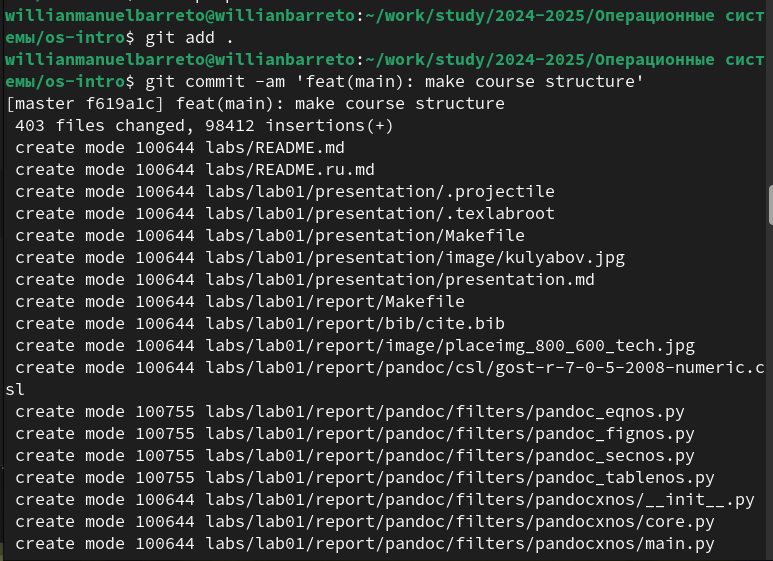 willianmanuelbarreto@willianbarreto:~/work/study/2024-2025/Операционные сист
емы/os-intro$ git add .
willianmanuelbarreto@willianbarreto:~/work/study/2024-2025/Операционные сист
емы/os-intro$ git commit -am 'feat(main): make course structure'
[master f619a1c] feat(main): make course structure
 403 files changed, 98412 insertions(+)
 create mode 100644 labs/README.md
 create mode 100644 labs/README.ru.md
 create mode 100644 labs/lab01/presentation/.projectile
 create mode 100644 labs/lab01/presentation/.texlabroot
 create mode 100644 labs/lab01/presentation/Makefile
 create mode 100644 labs/lab01/presentation/image/kulyabov.jpg
 create mode 100644 labs/lab01/presentation/presentation.md
 create mode 100644 labs/lab01/report/Makefile
 create mode 100644 labs/lab01/report/bib/cite.bib
 create mode 100644 labs/lab01/report/image/placeimg_800_600_tech.jpg
 create mode 100644 labs/lab01/report/pandoc/csl/gost-r-7-0-5-2008-numeric.c
sl
 create mode 100755 labs/lab01/report/pandoc/filters/pandoc_eqnos.py
 create mode 100755 labs/lab01/report/pandoc/filters/pandoc_fignos.py
 create mode 100755 labs/lab01/report/pandoc/filters/pandoc_secnos.py
 create mode 100755 labs/lab01/report/pandoc/filters/pandoc_tablenos.py
 create mode 100644 labs/lab01/report/pandoc/filters/pandocxnos/__init__.py
 create mode 100644 labs/lab01/report/pandoc/filters/pandocxnos/core.py
 create mode 100644 labs/lab01/report/pandoc/filters/pandocxnos/main.py